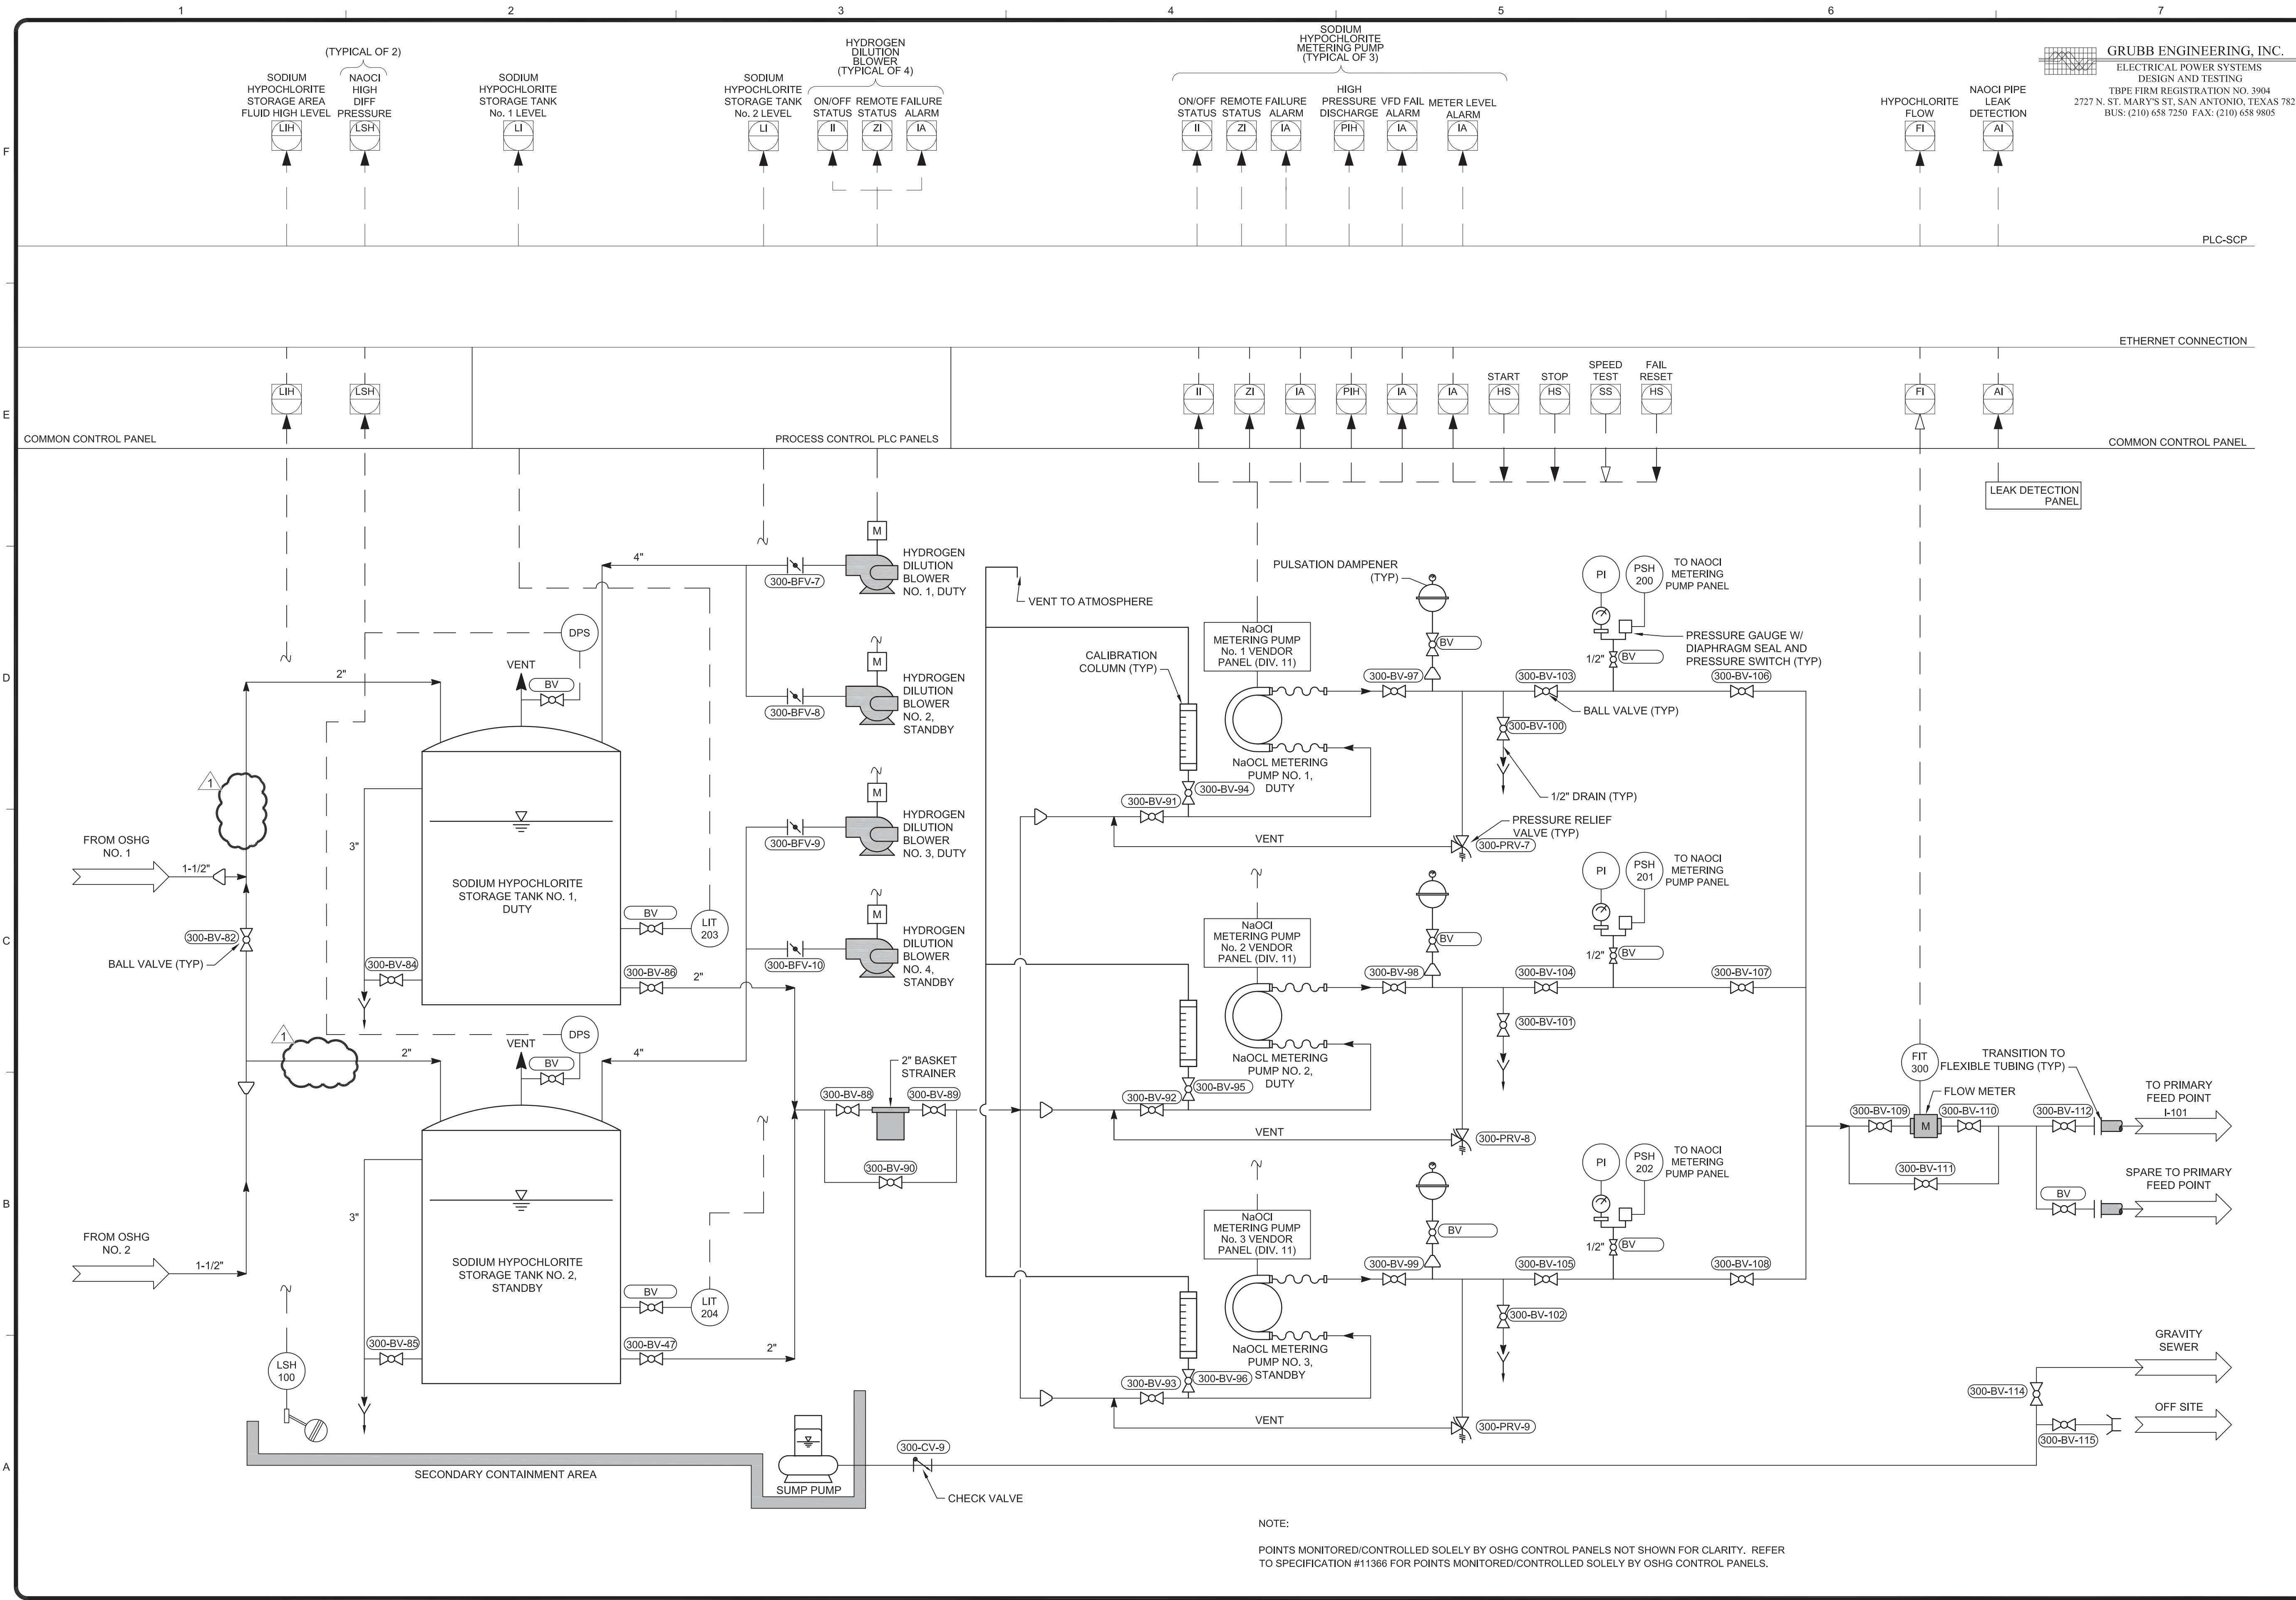 1
2
3
4
5
6
7
F
E
D
C
B
A
GRUBB ENGINEERING, INC.
ELECTRICAL POWER SYSTEMS
DESIGN AND TESTING
TBPE FIRM REGISTRATION NO. 3904
2727 N. ST. MARY'S ST, SAN ANTONIO, TEXAS 782
BUS: (210) 658 7250 FAX: (210) 658 9805
(TYPICAL OF 2)
SODIUM
HYPOCHLORITE
STORAGE AREA
FLUID HIGH LEVEL
LIH
NAOCI
HIGH
DIFF
PRESSURE
LSH
SODIUM
HYPOCHLORITE
STORAGE TANK
No. 1 LEVEL
LI
SODIUM
HYPOCHLORITE
STORAGE TANK
No. 2 LEVEL
LI
HYDROGEN
DILUTION
BLOWER
(TYPICAL OF 4)
ON/OFF
STATUS
II
REMOTE
STATUS
ZI
FAILURE
ALARM
IA
SODIUM
HYPOCHLORITE
METERING PUMP
(TYPICAL OF 3)
ON/OFF
STATUS
II
REMOTE
STATUS
ZI
FAILURE
ALARM
IA
HIGH
PRESSURE
DISCHARGE
PIH
VFD FAIL
ALARM
IA
METER LEVEL
ALARM
IA
HYPOCHLORITE
FLOW
FI
NAOCI PIPE
LEAK
DETECTION
AI
PLC-SCP
ETHERNET CONNECTION
LIH
LSH
COMMON CONTROL PANEL
PROCESS CONTROL PLC PANELS
II
ZI
IA
PIH
IA
IA
START
HS
STOP
HS
SPEED
TEST
SS
FAIL
RESET
HS
FI
AI
COMMON CONTROL PANEL
LEAK DETECTION
PANEL
M
HYDROGEN
DILUTION
BLOWER
NO. 1, DUTY
300-BFV-7
4"
M
HYDROGEN
DILUTION
BLOWER
NO. 2,
STANDBY
300-BFV-8
M
HYDROGEN
DILUTION
BLOWER
NO. 3, DUTY
300-BFV-9
M
HYDROGEN
DILUTION
BLOWER
NO. 4,
STANDBY
300-BFV-10
DPS
VENT
BV
2"
1
FROM OSHG
NO. 1
1-1/2"
300-BV-82
BALL VALVE (TYP)
3"
SODIUM HYPOCHLORITE
STORAGE TANK NO. 1,
DUTY
BV
LIT
203
300-BV-84
300-BV-86
2"
1
2"
DPS
VENT
BV
4"
3"
SODIUM HYPOCHLORITE
STORAGE TANK NO. 2,
STANDBY
BV
LIT
204
FROM OSHG
NO. 2
1-1/2"
300-BV-85
300-BV-47
2"
LSH
100
SECONDARY CONTAINMENT AREA
SUMP PUMP
300-CV-9
CHECK VALVE
2" BASKET
STRAINER
300-BV-88
300-BV-89
300-BV-90
VENT TO ATMOSPHERE
CALIBRATION
COLUMN (TYP)
NaOCI
METERING PUMP
No. 1 VENDOR
PANEL (DIV. 11)
NaOCL METERING
PUMP NO. 1,
DUTY
300-BV-91
300-BV-94
VENT
PULSATION DAMPENER
(TYP)
BV
300-BV-97
300-BV-103
BALL VALVE (TYP)
300-BV-100
1/2" DRAIN (TYP)
PRESSURE RELIEF
VALVE (TYP)
300-PRV-7
PI
PSH
200
TO NAOCI
METERING
PUMP PANEL
PRESSURE GAUGE W/
DIAPHRAGM SEAL AND
PRESSURE SWITCH (TYP)
1/2"
BV
300-BV-106
NaOCI
METERING PUMP
No. 2 VENDOR
PANEL (DIV. 11)
NaOCL METERING
PUMP NO. 2,
DUTY
300-BV-92
300-BV-95
VENT
BV
300-BV-98
300-BV-104
300-BV-101
300-PRV-8
PI
PSH
201
TO NAOCI
METERING
PUMP PANEL
1/2"
BV
300-BV-107
NaOCI
METERING PUMP
No. 3 VENDOR
PANEL (DIV. 11)
NaOCL METERING
PUMP NO. 3,
STANDBY
300-BV-93
300-BV-96
VENT
BV
300-BV-99
300-BV-105
300-BV-102
300-PRV-9
PI
PSH
202
TO NAOCI
METERING
PUMP PANEL
1/2"
BV
300-BV-108
FIT
300
TRANSITION TO
FLEXIBLE TUBING (TYP)
FLOW METER
300-BV-109
M
300-BV-110
300-BV-111
300-BV-112
TO PRIMARY
FEED POINT
I-101
BV
SPARE TO PRIMARY
FEED POINT
GRAVITY
SEWER
300-BV-114
OFF SITE
300-BV-115
NOTE:
POINTS MONITORED/CONTROLLED SOLELY BY OSHG CONTROL PANELS NOT SHOWN FOR CLARITY. REFER
TO SPECIFICATION #11366 FOR POINTS MONITORED/CONTROLLED SOLELY BY OSHG CONTROL PANELS.